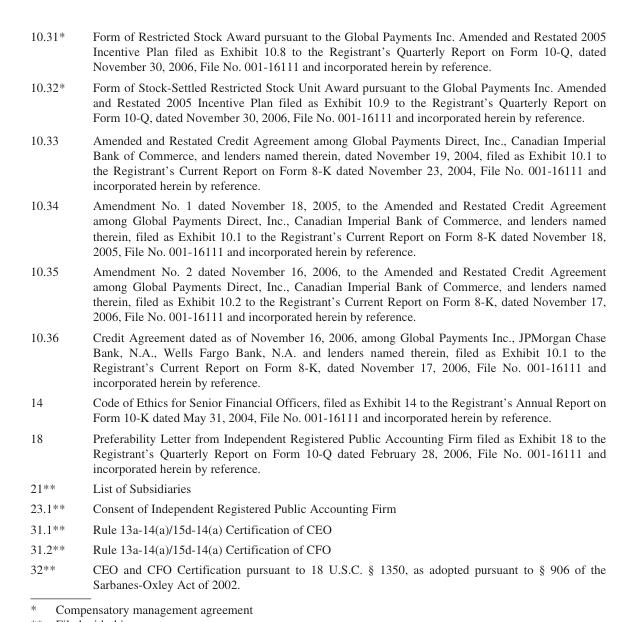 10.31* Form of Restricted Stock Award pursuant to the Global Payments Inc. Amended and Restated 2005
Incentive Plan filed as Exhibit 10.8 to the Registrant's Quarterly Report on Form 10-Q, dated
November 30, 2006, File No. 001-16111 and incorporated herein by reference.
10.32* Form of Stock-Settled Restricted Stock Unit Award pursuant to the Global Payments Inc. Amended
and Restated 2005 Incentive Plan filed as Exhibit 10.9 to the Registrant's Quarterly Report on
Form 10-Q, dated November 30, 2006, File No. 001-16111 and incorporated herein by reference.
10.33 Amended and Restated Credit Agreement among Global Payments Direct, Inc., Canadian Imperial
Bank of Commerce, and lenders named therein, dated November 19, 2004, filed as Exhibit 10.1 to
the Registrant's Current Report on Form 8-K dated November 23, 2004, File No. 001-16111 and
incorporated herein by reference.
10.34 Amendment No. 1 dated November 18, 2005, to the Amended and Restated Credit Agreement
among Global Payments Direct, Inc., Canadian Imperial Bank of Commerce, and lenders named
therein, filed as Exhibit 10.1 to the Registrant's Current Report on Form 8-K dated November 18,
2005, File No. 001-16111 and incorporated herein by reference.
10.35 Amendment No. 2 dated November 16, 2006, to the Amended and Restated Credit Agreement
among Global Payments Direct, Inc., Canadian Imperial Bank of Commerce, and lenders named
therein, filed as Exhibit 10.2 to the Registrant's Current Report on Form 8-K, dated November 17,
2006, File No. 001-16111 and incorporated herein by reference.
10.36 Credit Agreement dated as of November 16, 2006, among Global Payments Inc., JPMorgan Chase
Bank, N.A., Wells Fargo Bank, N.A. and lenders named therein, filed as Exhibit 10.1 to the
Registrant's Current Report on Form 8-K, dated November 17, 2006, File No. 001-16111 and
incorporated herein by reference.
14 Code of Ethics for Senior Financial Officers, filed as Exhibit 14 to the Registrant's Annual Report on
Form 10-K dated May 31, 2004, File No. 001-16111 and incorporated herein by reference.
18 Preferability Letter from Independent Registered Public Accounting Firm filed as Exhibit 18 to the
Registrant's Quarterly Report on Form 10-Q dated February 28, 2006, File No. 001-16111 and
incorporated herein by reference.
21** List of Subsidiaries
23.1** Consent of Independent Registered Public Accounting Firm
31.1** Rule 13a-14(a)/15d-14(a) Certification of CEO
31.2** Rule 13a-14(a)/15d-14(a) Certification of CFO
32** CEO and CFO Certification pursuant to 18 U.S.C. § 1350, as adopted pursuant to § 906 of the
Sarbanes-Oxley Act of 2002.
* Compensatory management agreement